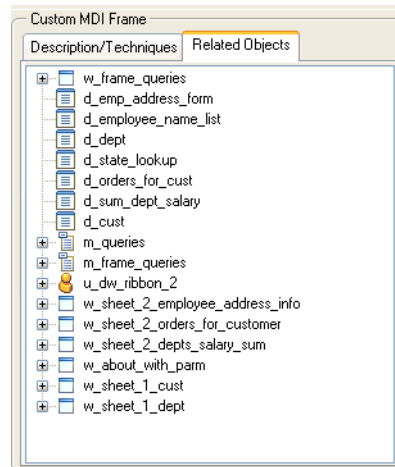 Custom MDI Frame
Description/Techniques Related Objects
w_frame_queries
d_emp_address_form
d_employee_name_list
d_dept
d_state_lookup
d_orders_for_cust
d_sum_dept_salary
d_cust
m_queries
m_frame_queries
u_dw_ribbon_2
w_sheet_2_employee_address_info
w_sheet_2_orders_for_customer
w_sheet_2_depts_salary_sum
w_about_with_parm
w_sheet_1_cust
w_sheet_1_dept